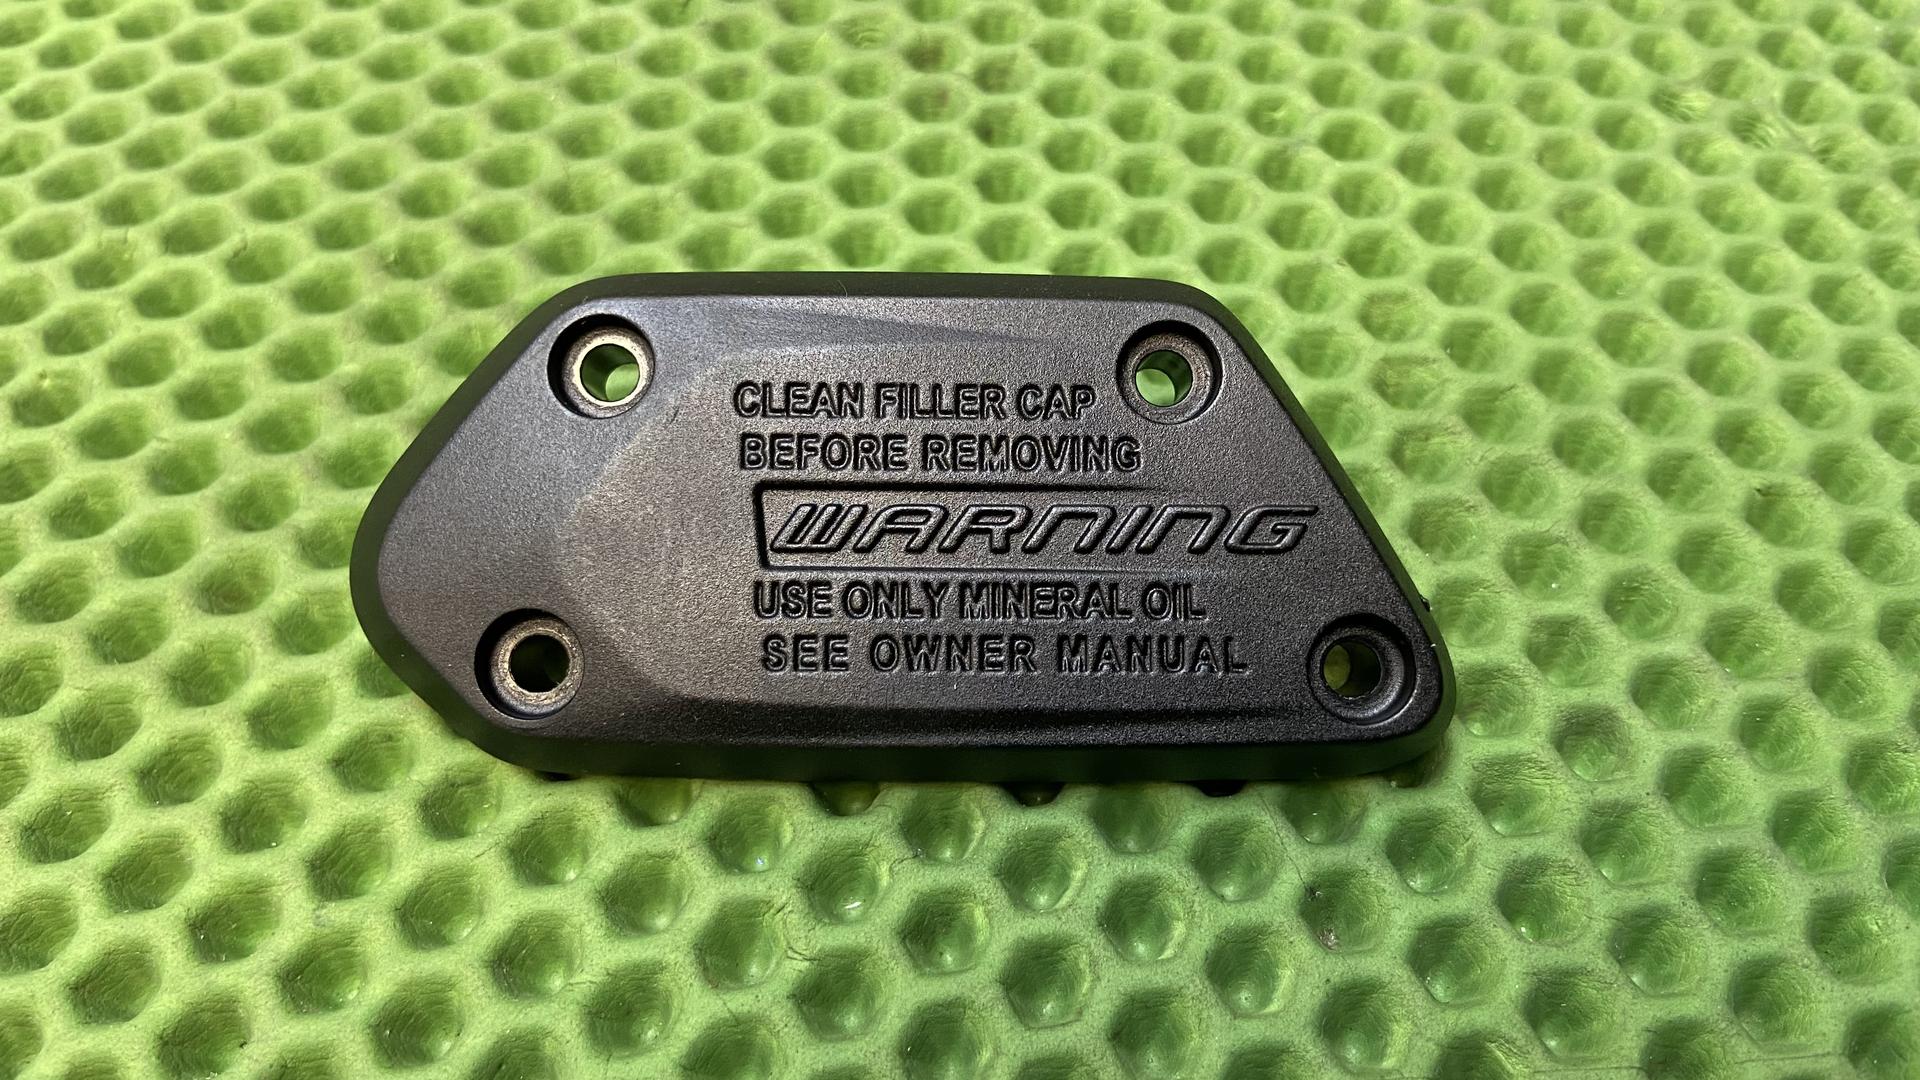 CLEAN FILLER CAP
BEFORE REMOVING
WARNING
USE ONLY MINERAL OIL
SEE OWNER MANUAL